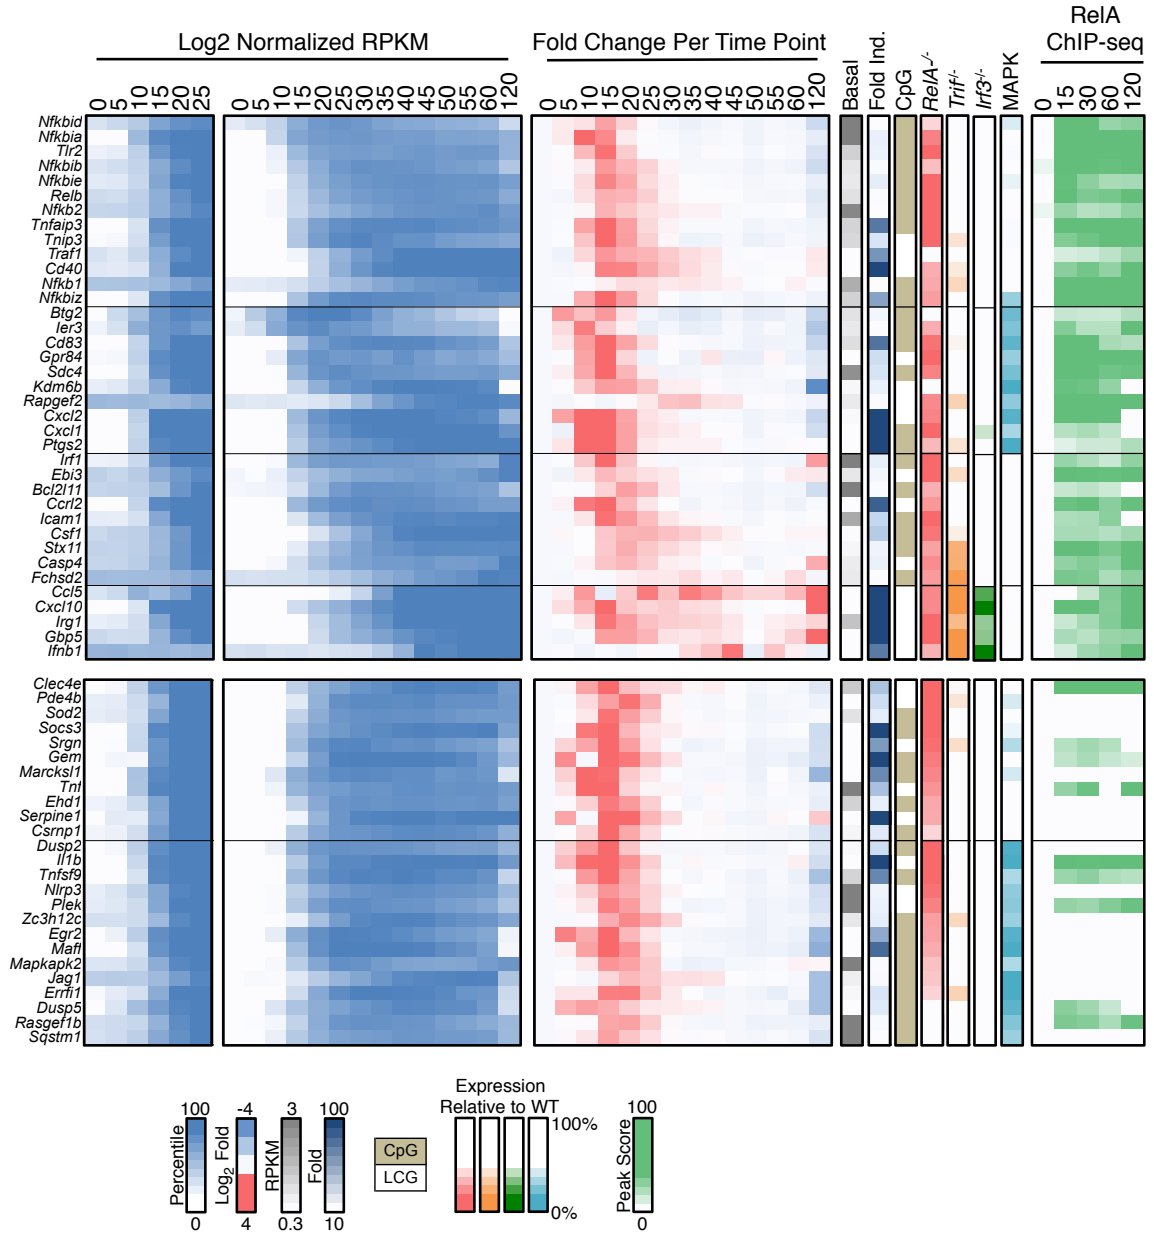 RelA
ChIP-seq
Log2 Normalized RPKM
Fold Change Per Time Point
0 5 10 15 20 25
0 5 10 15 20 25 30 35 40 45 50 55 60 120
0 5 10 15 20 25 30 35 40 45 50 55 60 120
Basal
Fold Ind.
CpG
RelA-/-
Trif-/-
Irf3-/-
MAPK
0 15 30 60 120
Nfkbid
Nfkbia
Tlr2
Nfkbib
Nfkbie
Relb
Nfkb2
Tnfaip3
Tnip3
Traf1
Cd40
Nfkb1
Nfkbiz
Btg2
Ier3
Cd83
Gpr84
Sdc4
Kdm6b
Rapgef2
Cxcl2
Cxcl1
Ptgs2
Irf1
Ebi3
Bcl2l11
Ccrl2
Icam1
Csf1
Stx11
Casp4
Fchsd2
Ccl5
Cxcl10
Irg1
Gbp5
Ifnb1
Clec4e
Pde4b
Sod2
Socs3
Srgn
Gem
Marcksl1
Tnf
Ehd1
Serpine1
Csrnp1
Dusp2
Il1b
Tnfsf9
Nlrp3
Plek
Zc3h12c
Egr2
Maff
Mapkapk2
Jag1
Errfi1
Dusp5
Rasgef1b
Sqstm1
Expression
Relative to WT
100 -4 3 100
100%
100
Percentile
Log2 Fold
RPKM
Fold
CpG
LCG
Peak Score
0 4 0.3 10
0%
0